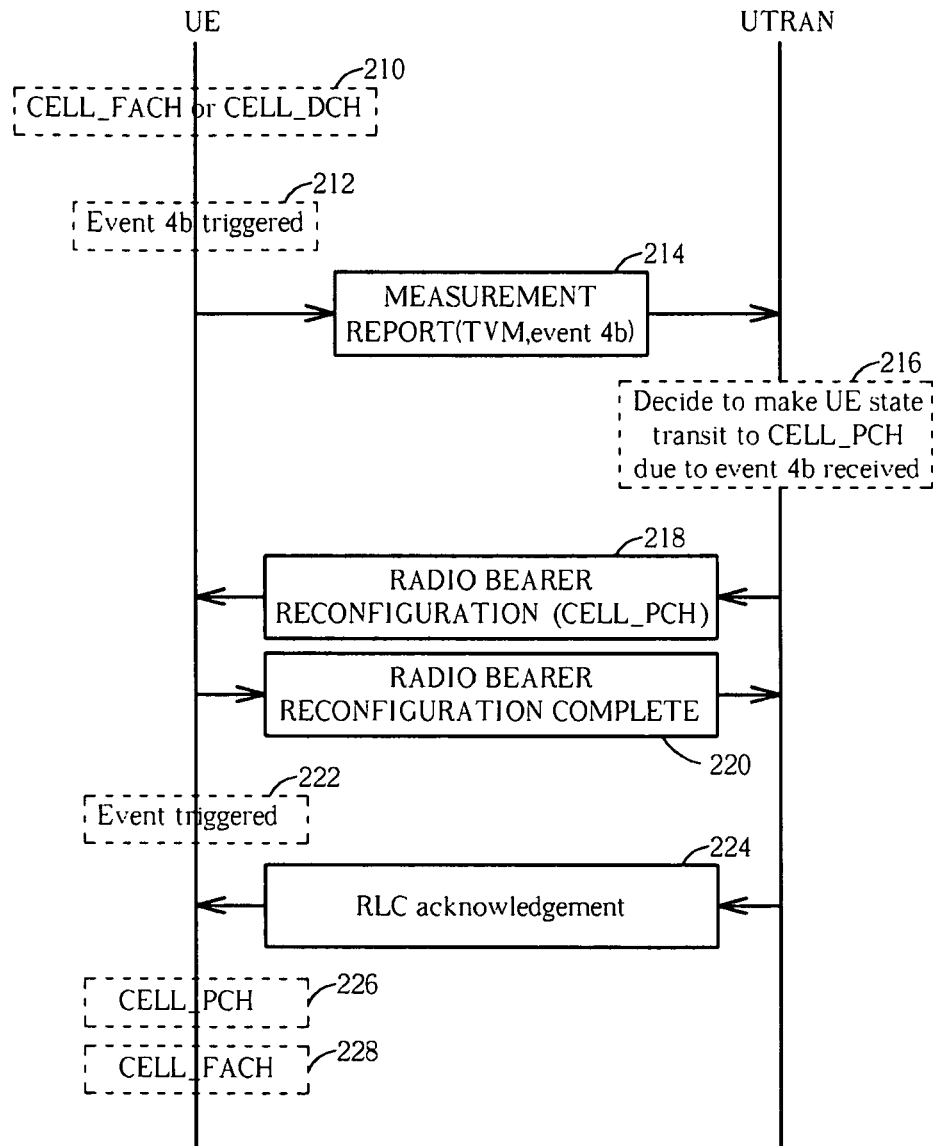 UE
UTRAN
210
CELL_FACH or CELL_DCH
212
Event 4b triggered
214
MEASUREMENT
REPORT(TVM,event 4b)
216
Decide to make UE state
transit to CELL_PCH
due to event 4b received
218
RADIO BEARER
RECONFIGURATION (CELL_PCH)
RADIO BEARER
RECONFIGURATION COMPLETE
220
222
Event triggered
224
RLC acknowledgement
CELL_PCH
226
CELL_FACH
228